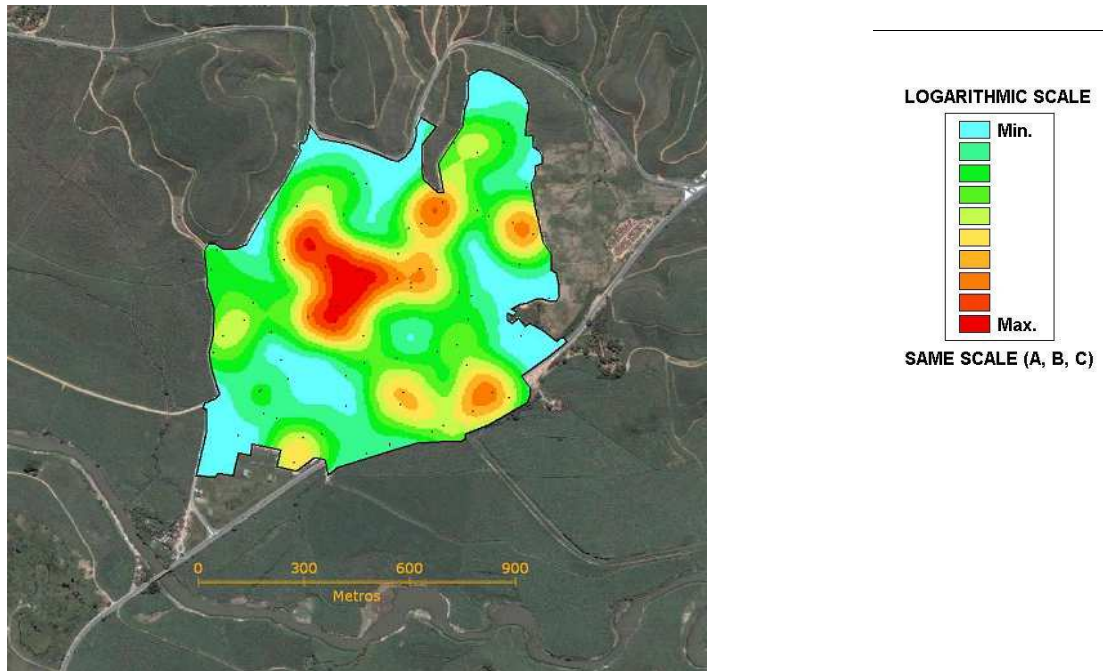 LOGARITHMIC SCALE
Min.
Max.
SAME SCALE (A, B, C)
0 300 600 900
Metros